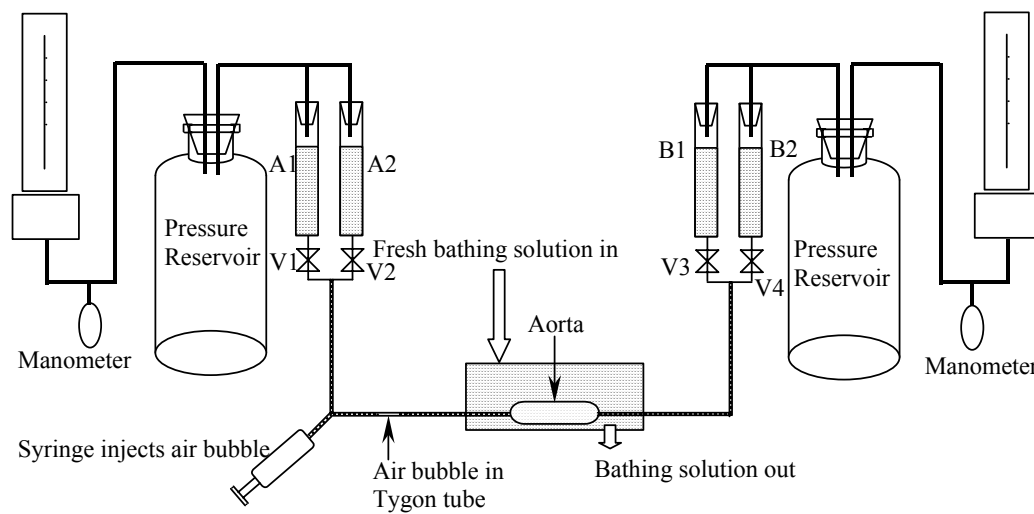 A1
A2
B1
B2
Pressure
Reservoir
V1
V2
Fresh bathing solution in
V3
V4
Pressure
Reservoir
Aorta
Manometer
Manometer
Syringe injects air bubble
Air bubble in
Tygon tube
Bathing solution out